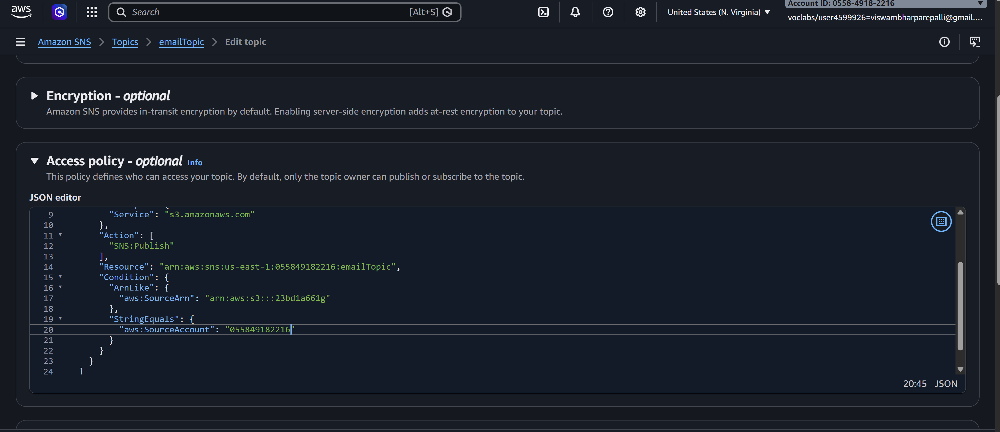 aws
Search
[Alt+S]
United States (N. Virginia)
Account ID: 0558-4918-2216
voclabs/user4599926=viswambharparepalli@gmail....
Amazon SNS
Topics
emailTopic
Edit topic
Encryption - optional
Amazon SNS provides in-transit encryption by default. Enabling server-side encryption adds at-rest encryption to your topic.
Access policy - optional Info
This policy defines who can access your topic. By default, only the topic owner can publish or subscribe to the topic.
JSON editor
9 "Service": "s3.amazonaws.com"
10 },
11 "Action": [
12 "SNS:Publish"
13 ],
14 "Resource": "arn:aws:sns:us-east-1:055849182216:emailTopic",
15 "Condition": {
16 "ArnLike": {
17 "aws:SourceArn": "arn:aws:s3:::23bd1a661g"
18 },
19 "StringEquals": {
20 "aws:SourceAccount": "055849182216"
21 }
22 }
23 }
24 ]
20:45 JSON